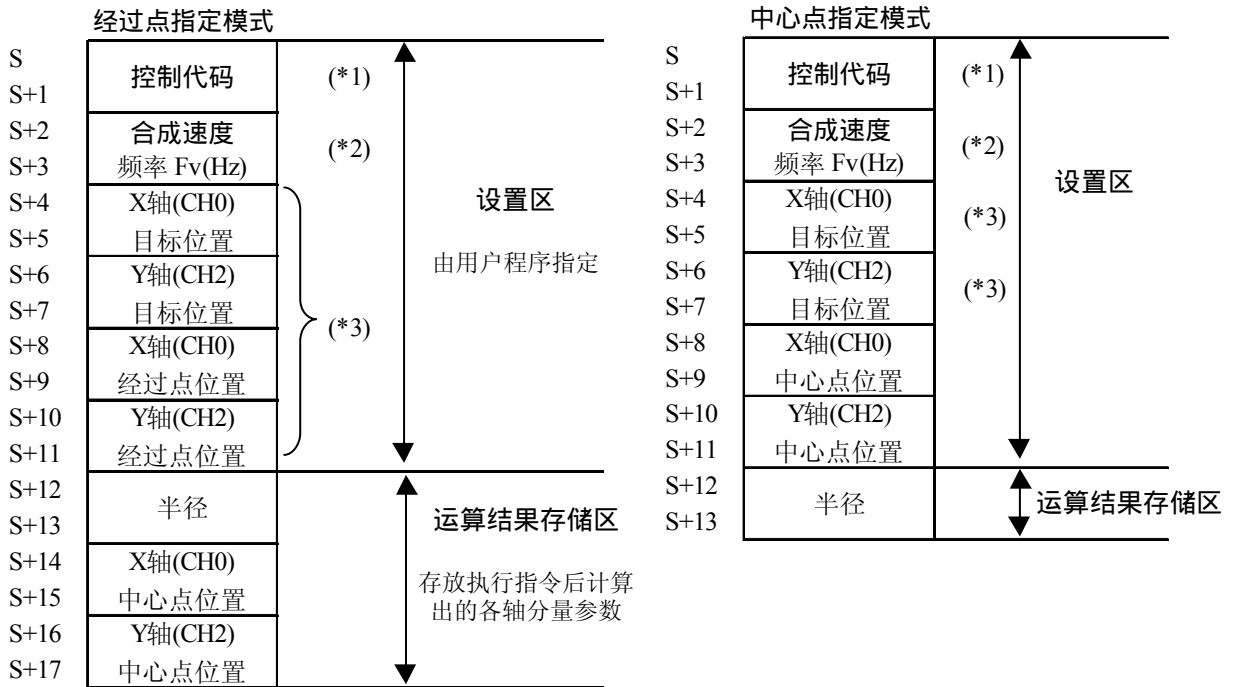 经过点指定模式
S
S+1
控制代码
(*1)
S+2
S+3
合成速度
频率 Fv(Hz)
(*2)
S+4
S+5
X轴(CH0)
目标位置
S+6
S+7
Y轴(CH2)
目标位置
S+8
S+9
X轴(CH0)
经过点位置
S+10
S+11
Y轴(CH2)
经过点位置
(*3)
设置区
由用户程序指定
S+12
S+13
半径
S+14
S+15
X轴(CH0)
中心点位置
S+16
S+17
Y轴(CH2)
中心点位置
运算结果存储区
存放执行指令后计算
出的各轴分量参数
中心点指定模式
S
S+1
控制代码
(*1)
S+2
S+3
合成速度
频率 Fv(Hz)
(*2)
S+4
S+5
X轴(CH0)
目标位置
(*3)
S+6
S+7
Y轴(CH2)
目标位置
(*3)
S+8
S+9
X轴(CH0)
中心点位置
S+10
S+11
Y轴(CH2)
中心点位置
设置区
S+12
S+13
半径
运算结果存储区